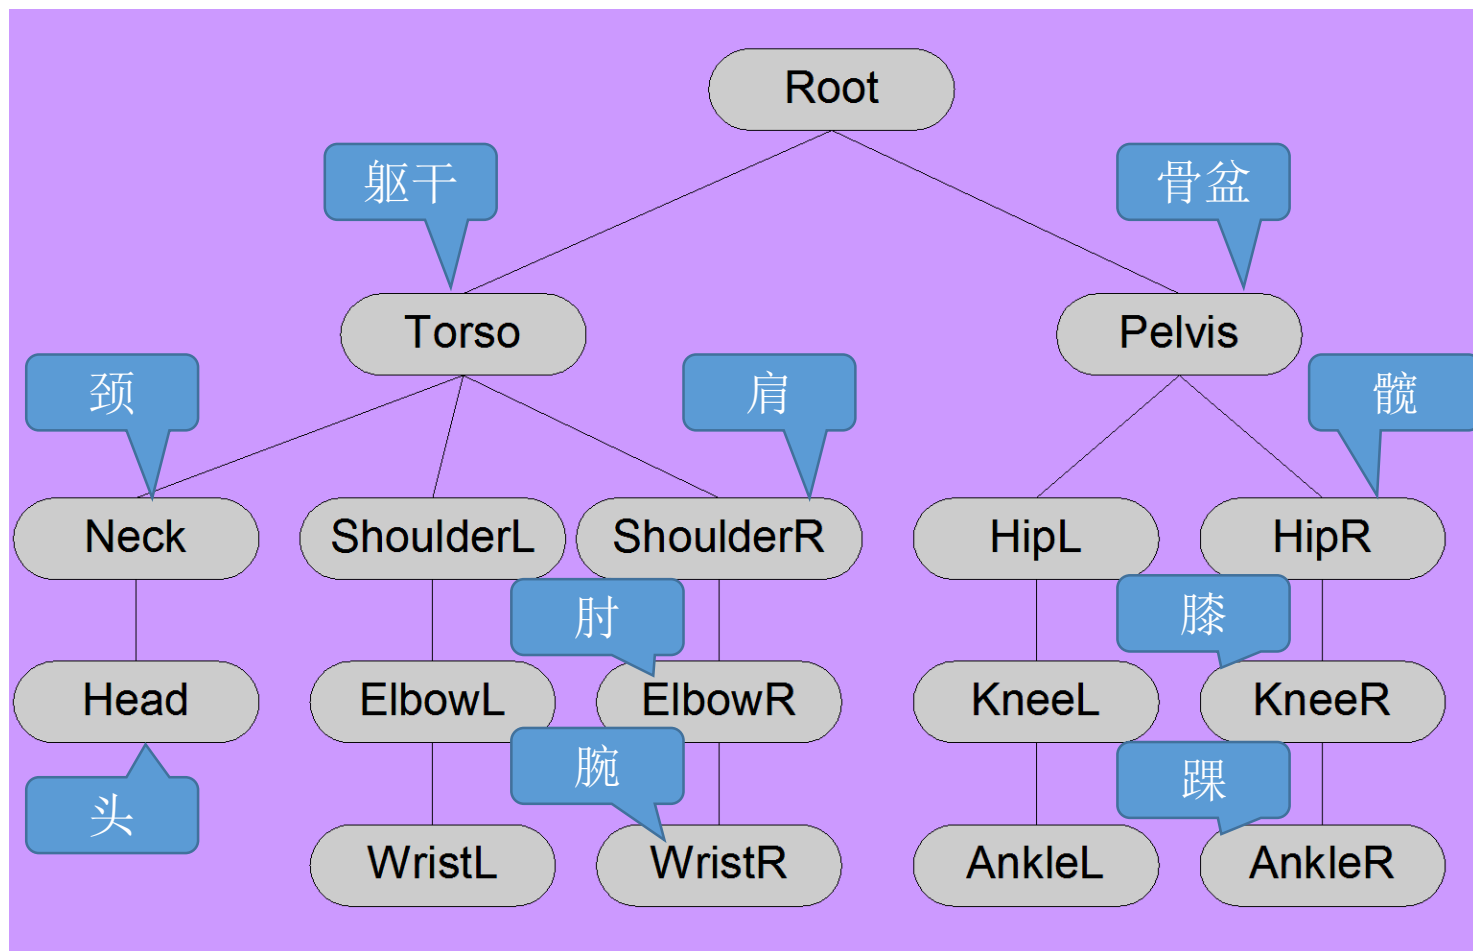 Root
躯干
骨盆
Torso
Pelvis
颈
肩
髋
Neck
ShoulderL
ShoulderR
HipL
HipR
肘
膝
Head
ElbowL
ElbowR
KneeL
KneeR
头
腕
踝
WristL
WristR
AnkleL
AnkleR